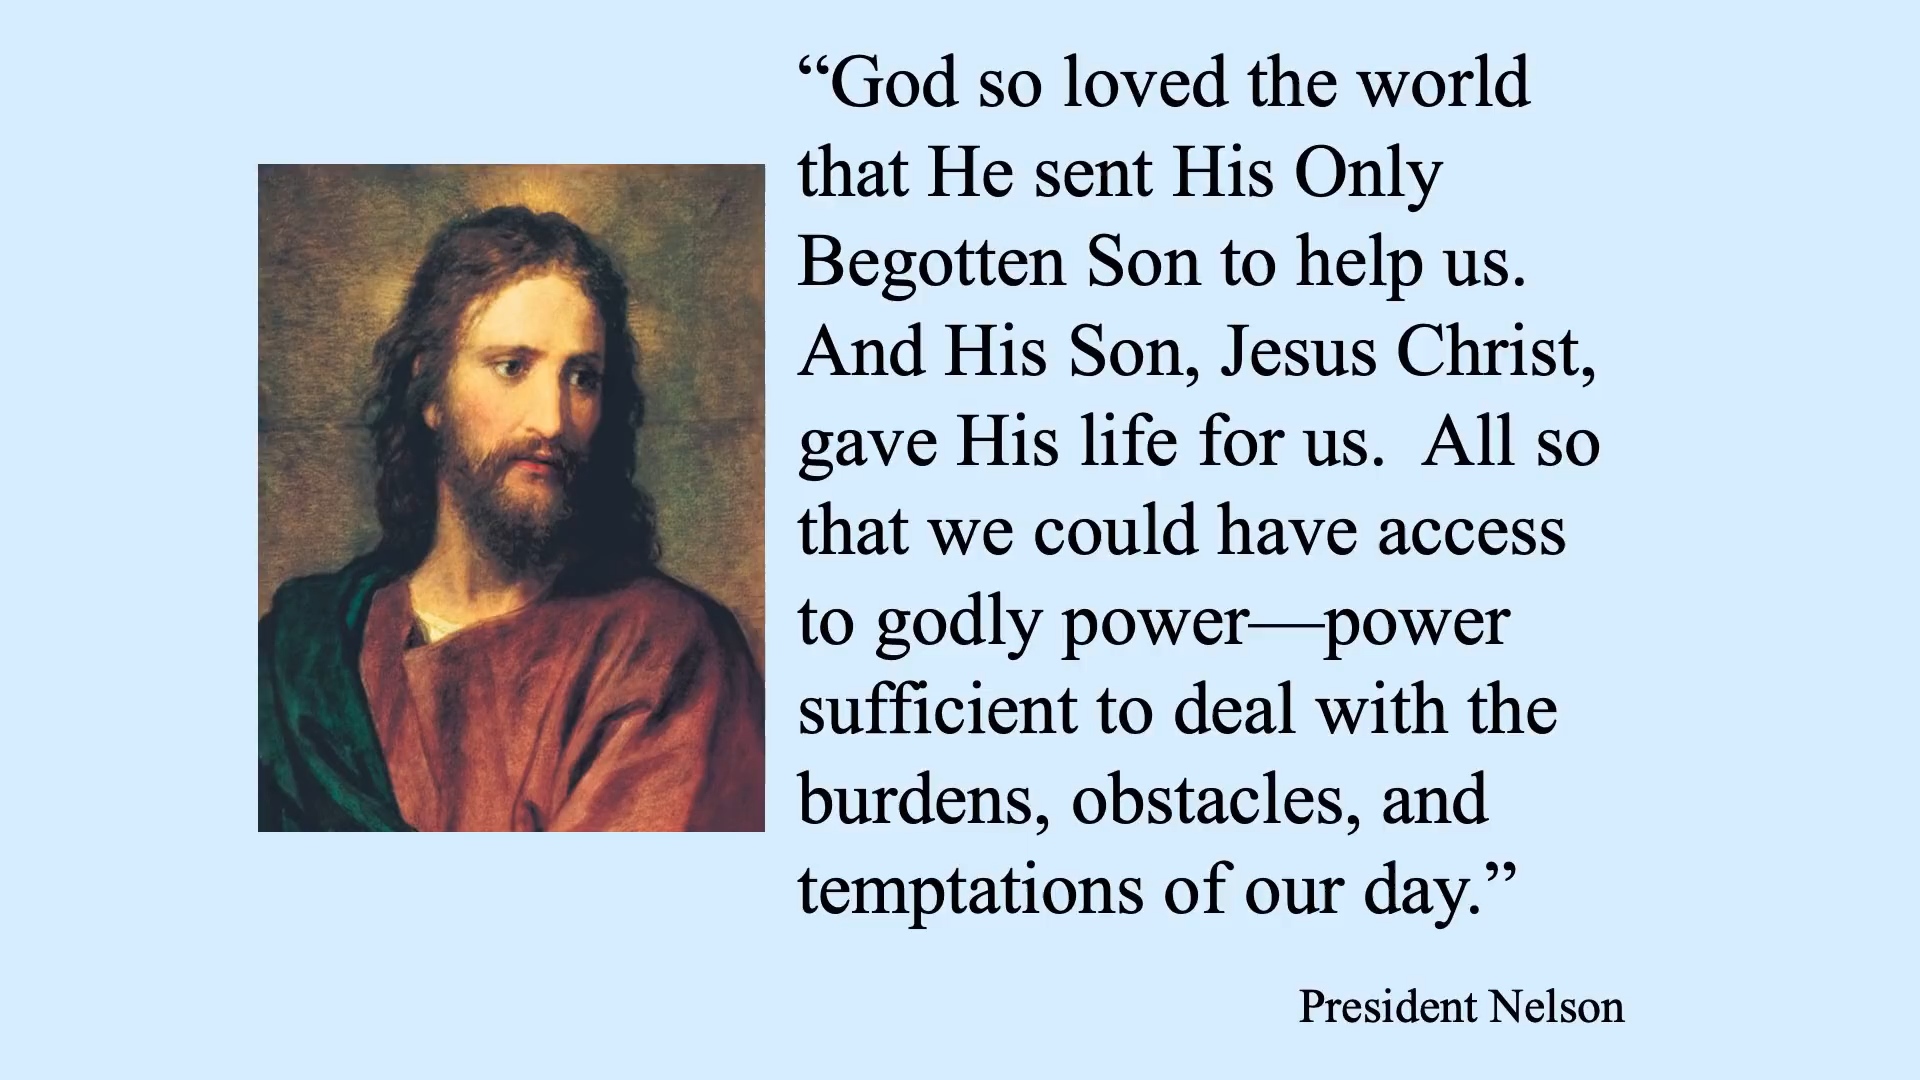 “God so loved the world
that He sent His Only
Begotten Son to help us.
And His Son, Jesus Christ,
gave His life for us.  All so
that we could have access
to godly power—power
sufficient to deal with the
burdens, obstacles, and
temptations of our day.”
President Nelson